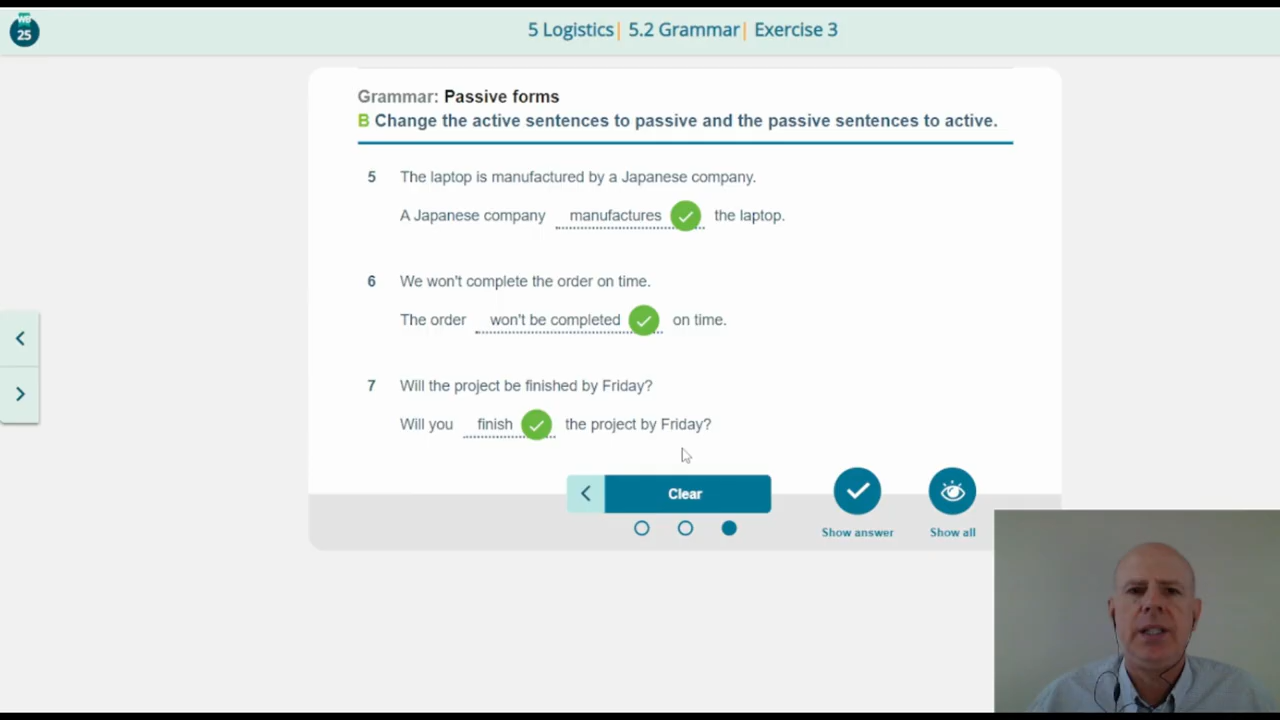 WB
25
5 Logistics| 5.2 Grammar| Exercise 3
Grammar: Passive forms
B Change the active sentences to passive and the passive sentences to active.
5 The laptop is manufactured by a Japanese company.
A Japanese company manufactures the laptop.
6 We won't complete the order on time.
The order won't be completed on time.
7 Will the project be finished by Friday?
Will you finish the project by Friday?
Clear
Show answer
Show all